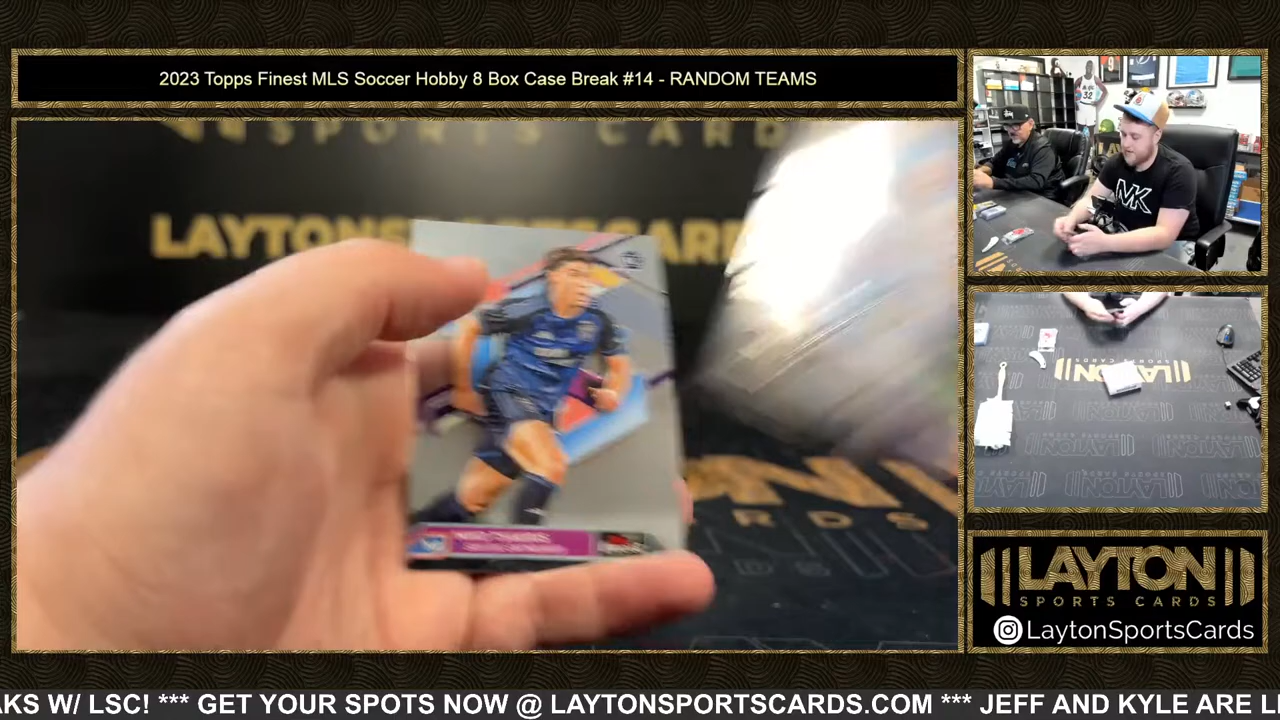 2023 Topps Finest MLS Soccer Hobby 8 Box Case Break #14 - RANDOM TEAMS
LAYTON
SPORTS CARDS
LaytonSportsCards
AKS W/ LSC! *** GET YOUR SPOTS NOW @ LAYTONSPORTSCARDS.COM *** JEFF AND KYLE ARE LI